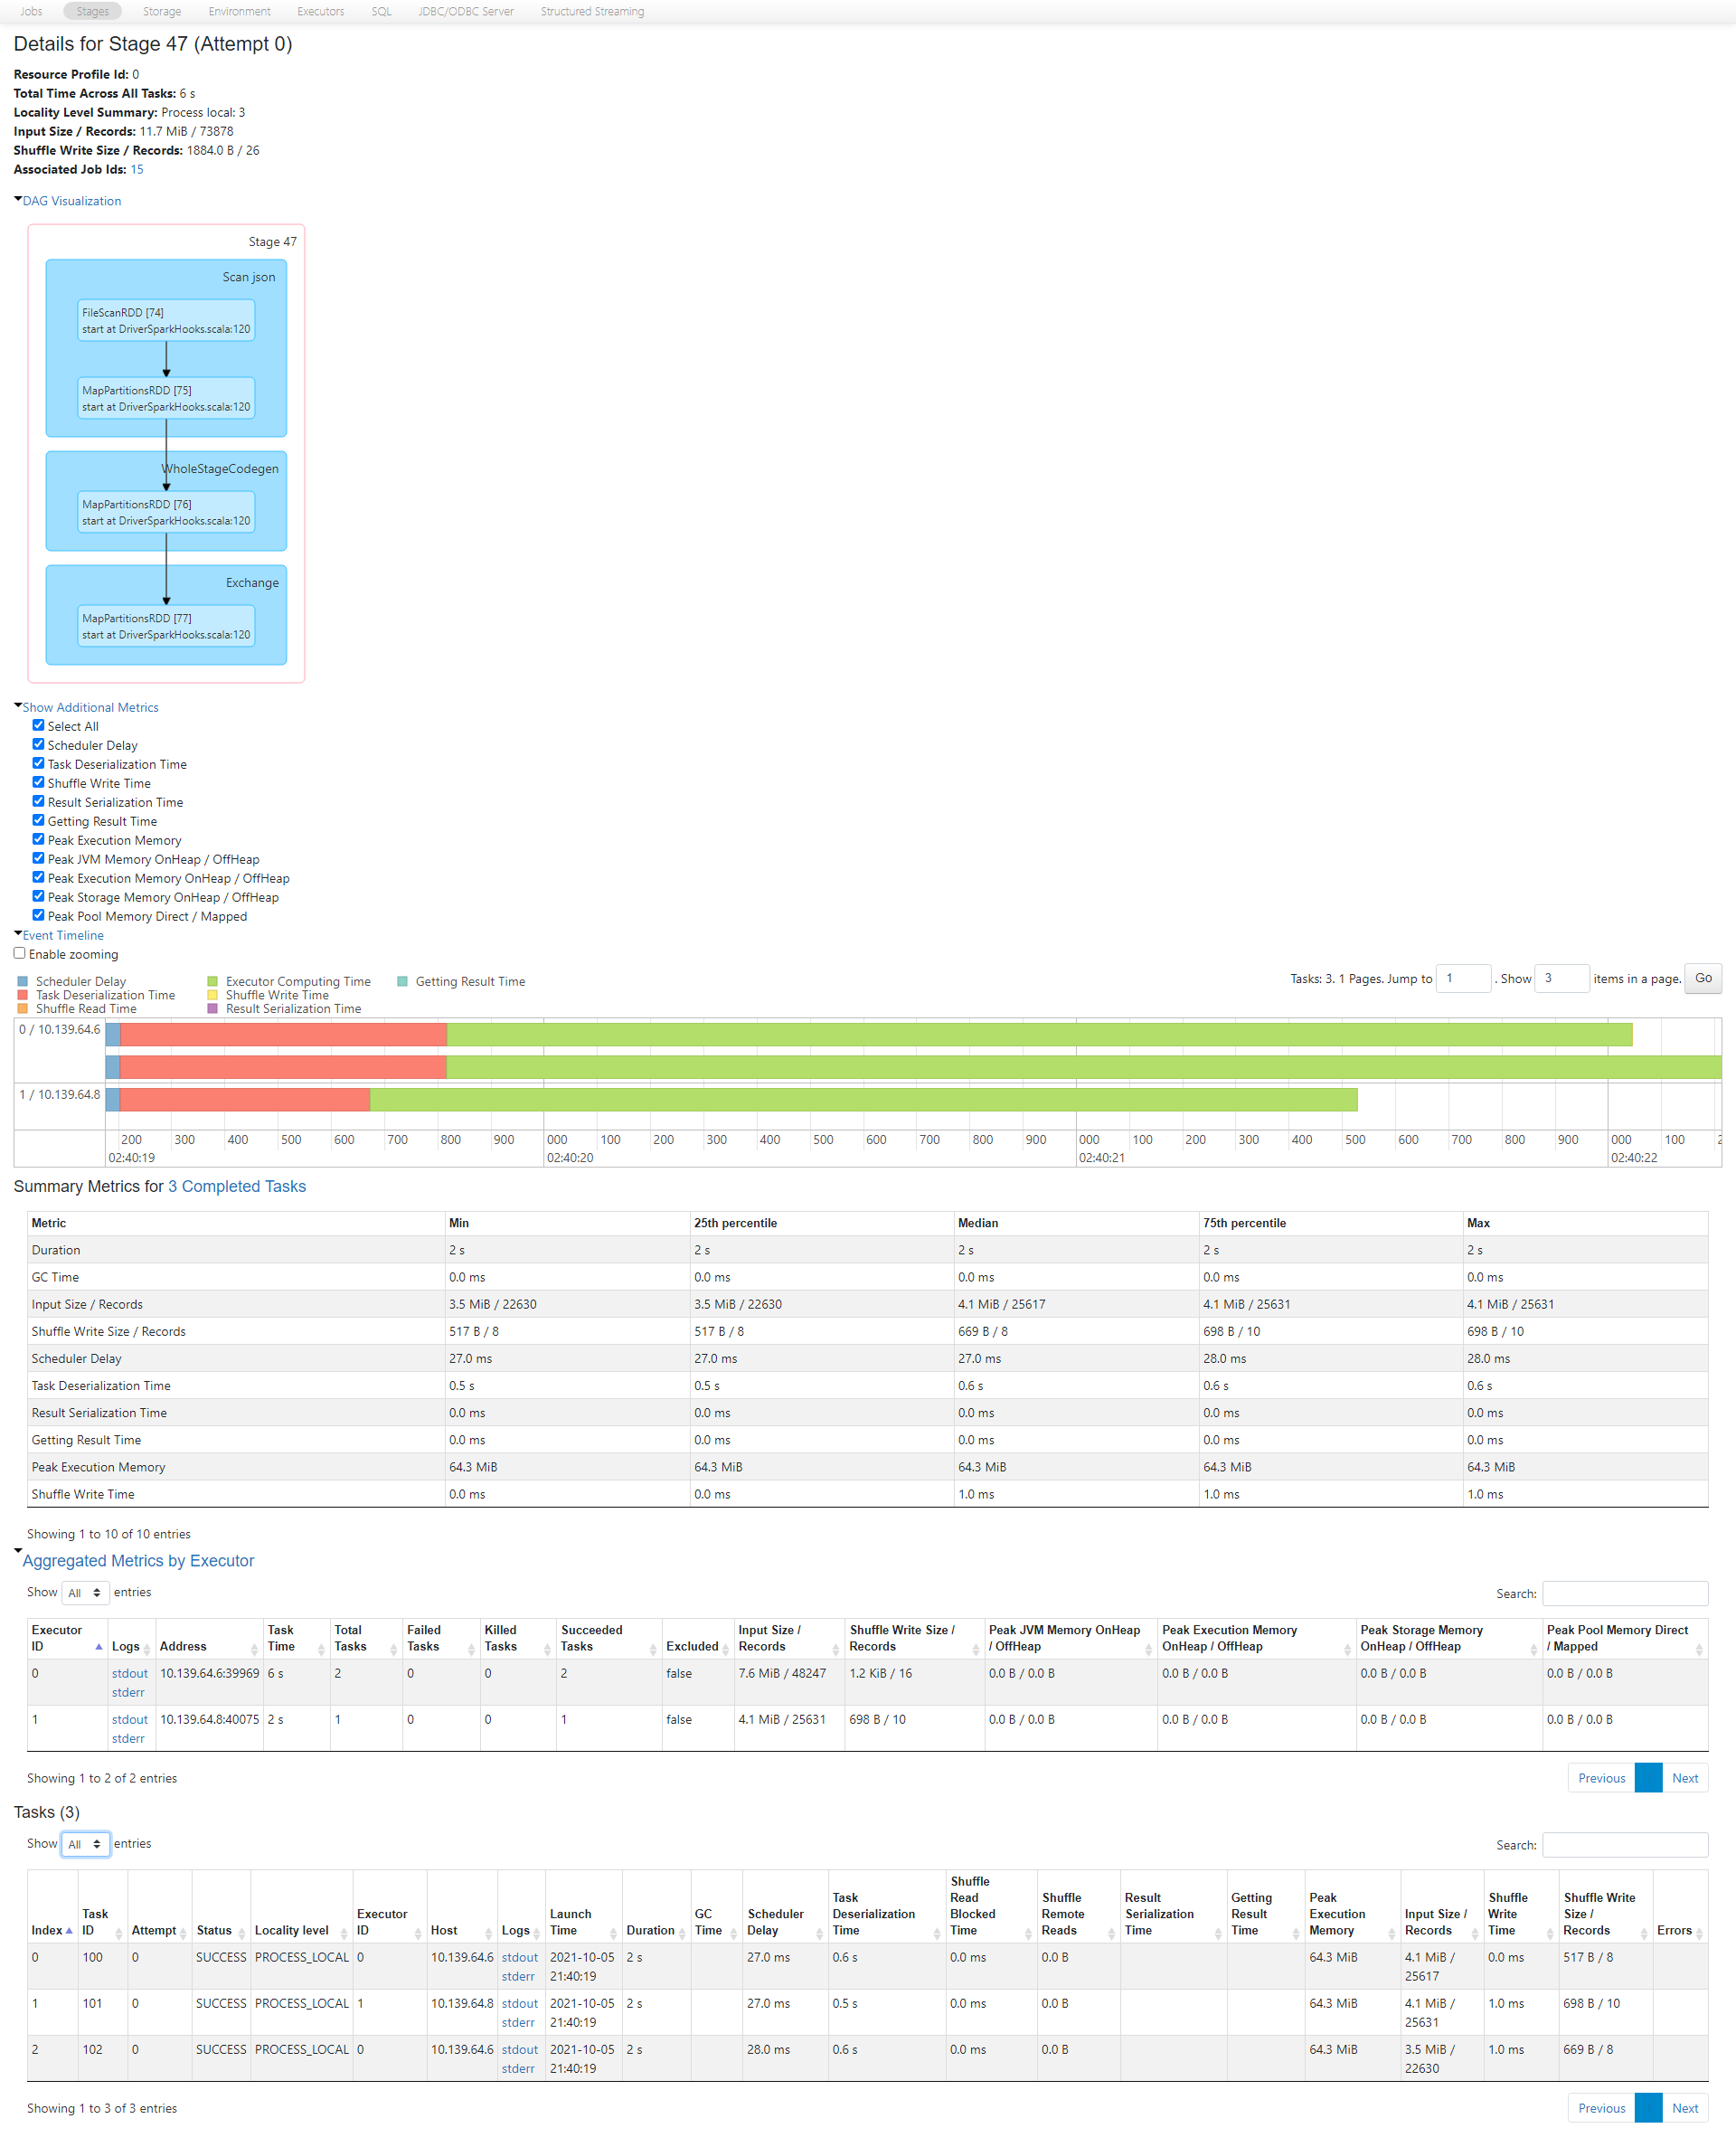 Jobs Stages Storage Environment Executors SQL JDBC/ODBC Server Structured Streaming
Details for Stage 47 (Attempt 0)
Resource Profile Id: 0
Total Time Across All Tasks: 6 s
Locality Level Summary: Process local: 3
Input Size / Records: 11.7 MiB / 73878
Shuffle Write Size / Records: 1884.0 B / 26
Associated Job Ids: 15
DAG Visualization
Stage 47
Scan json
FileScanRDD [74]
start at DriverSparkHooks.scala:120
MapPartitionsRDD [75]
start at DriverSparkHooks.scala:120
WholeStageCodegen
MapPartitionsRDD [76]
start at DriverSparkHooks.scala:120
Exchange
MapPartitionsRDD [77]
start at DriverSparkHooks.scala:120
Show Additional Metrics
Select All
Scheduler Delay
Task Deserialization Time
Shuffle Write Time
Result Serialization Time
Getting Result Time
Peak Execution Memory
Peak JVM Memory OnHeap / OffHeap
Peak Execution Memory OnHeap / OffHeap
Peak Storage Memory OnHeap / OffHeap
Peak Pool Memory Direct / Mapped
Event Timeline
Enable zooming
Tasks: 3. 1 Pages. Jump to 1 . Show 3 items in a page. Go
Scheduler Delay Executor Computing Time Getting Result Time
Task Deserialization Time Shuffle Write Time
Shuffle Read Time Result Serialization Time
0 / 10.139.64.6
1 / 10.139.64.8
200 300 400 500 600 700 800 900 000 100 200 300 400 500 600 700 800 900 000 100 200 300 400 500 600 700 800 900 000 100 2
02:40:19 02:40:20 02:40:21 02:40:22
Summary Metrics for 3 Completed Tasks
Metric Min 25th percentile Median 75th percentile Max
Duration 2 s 2 s 2 s 2 s 2 s
GC Time 0.0 ms 0.0 ms 0.0 ms 0.0 ms 0.0 ms
Input Size / Records 3.5 MiB / 22630 3.5 MiB / 22630 4.1 MiB / 25617 4.1 MiB / 25631 4.1 MiB / 25631
Shuffle Write Size / Records 517 B / 8 517 B / 8 669 B / 8 698 B / 10 698 B / 10
Scheduler Delay 27.0 ms 27.0 ms 27.0 ms 28.0 ms 28.0 ms
Task Deserialization Time 0.5 s 0.5 s 0.6 s 0.6 s 0.6 s
Result Serialization Time 0.0 ms 0.0 ms 0.0 ms 0.0 ms 0.0 ms
Getting Result Time 0.0 ms 0.0 ms 0.0 ms 0.0 ms 0.0 ms
Peak Execution Memory 64.3 MiB 64.3 MiB 64.3 MiB 64.3 MiB 64.3 MiB
Shuffle Write Time 0.0 ms 0.0 ms 1.0 ms 1.0 ms 1.0 ms
Showing 1 to 10 of 10 entries
Aggregated Metrics by Executor
Show All entries Search:
Executor Task Total Failed Killed Succeeded Input Size / Shuffle Write Size / Peak JVM Memory OnHeap Peak Execution Memory Peak Storage Memory Peak Pool Memory Direct
ID Logs Address Time Tasks Tasks Tasks Tasks Excluded Records Records / OffHeap OnHeap / OffHeap OnHeap / OffHeap / Mapped
0 stdout 10.139.64.6:39969 6 s 2 0 0 2 false 7.6 MiB / 48247 1.2 KiB / 16 0.0 B / 0.0 B 0.0 B / 0.0 B 0.0 B / 0.0 B 0.0 B / 0.0 B
stderr
1 stdout 10.139.64.8:40075 2 s 1 0 0 1 false 4.1 MiB / 25631 698 B / 10 0.0 B / 0.0 B 0.0 B / 0.0 B 0.0 B / 0.0 B 0.0 B / 0.0 B
stderr
Showing 1 to 2 of 2 entries Previous Next
Tasks (3)
Show All entries Search:
Shuffle
Task Executor Launch GC Scheduler Task Read Shuffle Result Getting Peak Shuffle Shuffle Write
Deserialization Blocked Remote Serialization Result Execution Input Size / Write Size /
Index ID Attempt Status Locality level ID Host Logs Time Duration Time Delay Time Time Reads Time Time Memory Records Time Records Errors
0 100 0 SUCCESS PROCESS_LOCAL 0 10.139.64.6 stdout 2021-10-05 2 s 27.0 ms 0.6 s 0.0 ms 0.0 B 64.3 MiB 4.1 MiB / 0.0 ms 517 B / 8
stderr 21:40:19 25617
1 101 0 SUCCESS PROCESS_LOCAL 1 10.139.64.8 stdout 2021-10-05 2 s 27.0 ms 0.5 s 0.0 ms 0.0 B 64.3 MiB 4.1 MiB / 1.0 ms 698 B / 10
stderr 21:40:19 25631
2 102 0 SUCCESS PROCESS_LOCAL 0 10.139.64.6 stdout 2021-10-05 2 s 28.0 ms 0.6 s 0.0 ms 0.0 B 64.3 MiB 3.5 MiB / 1.0 ms 669 B / 8
stderr 21:40:19 22630
Showing 1 to 3 of 3 entries Previous Next